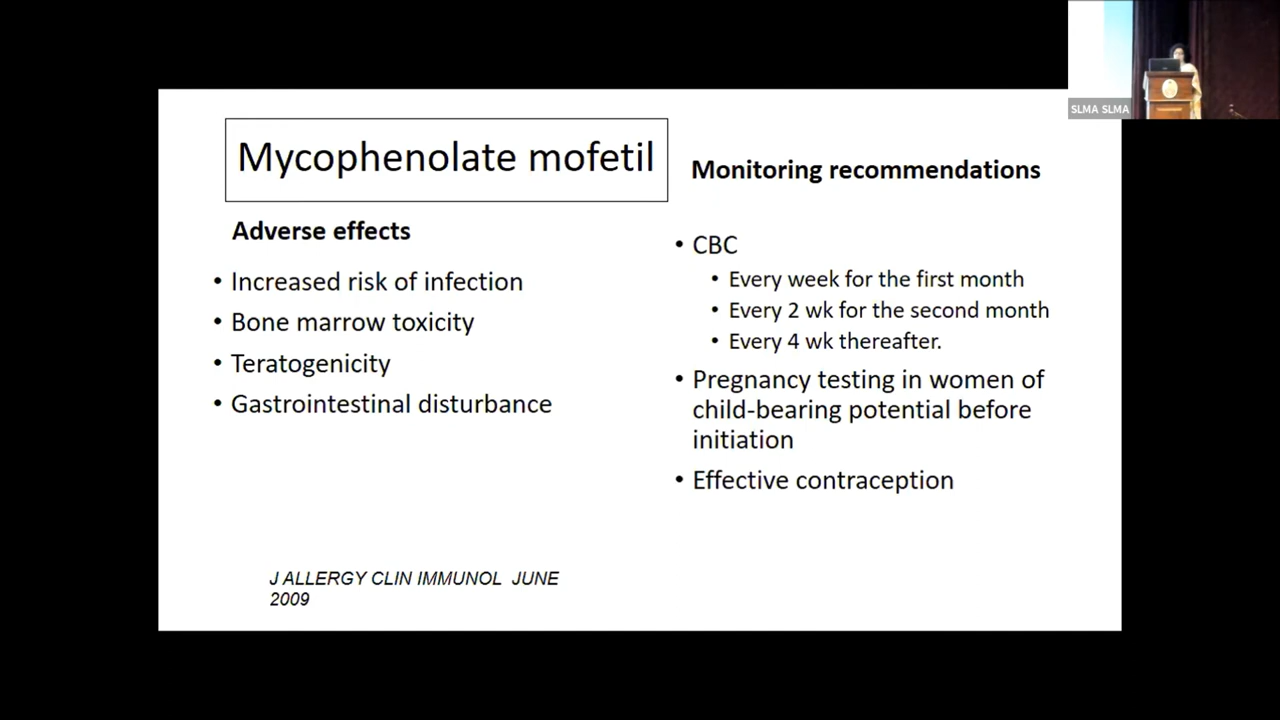 Mycophenolate mofetil
Adverse effects
• Increased risk of infection
• Bone marrow toxicity
• Teratogenicity
• Gastrointestinal disturbance
J ALLERGY CLIN IMMUNOL JUNE
2009
Monitoring recommendations
• CBC
• Every week for the first month
• Every 2 wk for the second month
• Every 4 wk thereafter.
• Pregnancy testing in women of
child-bearing potential before
initiation
• Effective contraception
SLMA SLMA